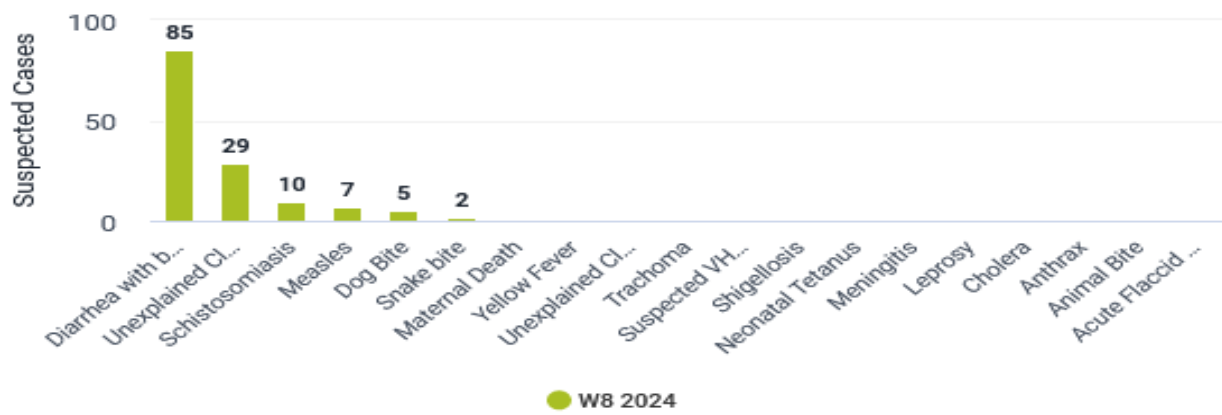 Suspected Cases
100
50
0
85
29
10
7
5
2
Diarrhea with b...
Unexplained Cl...
Schistosomiasis
Measles
Dog Bite
Snake bite
Maternal Death
Yellow Fever
Unexplained Cl...
Trachoma
Suspected VH...
Shigellosis
Neonatal Tetanus
Meningitis
Leprosy
Cholera
Anthrax
Animal Bite
Acute Flaccid ...
W8 2024